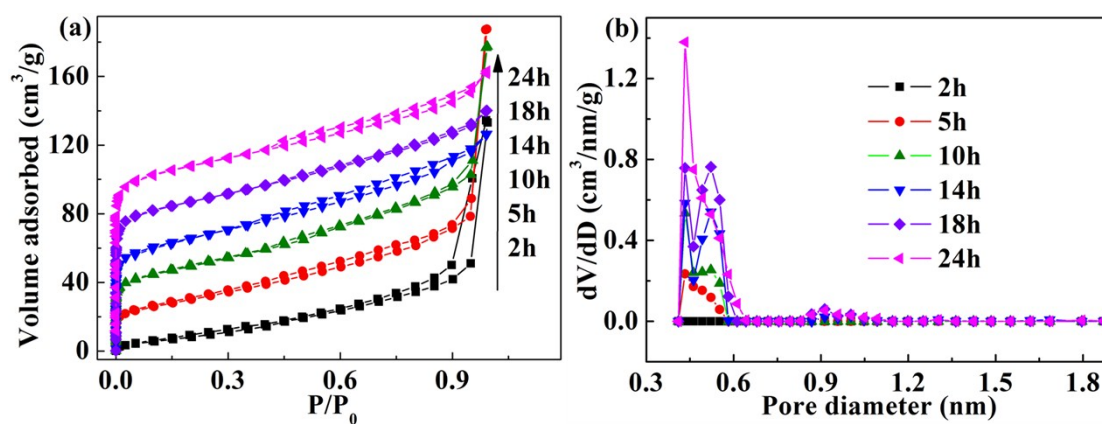 (a)
Volume adsorbed (cm³/g)
160
120
80
40
0
24h
18h
14h
10h
5h
2h
0.0
0.3
0.6
0.9
P/P₀
(b)
dV/dD (cm³/nm/g)
1.2
0.8
0.4
0.0
2h
5h
10h
14h
18h
24h
0.3
0.6
0.9
1.2
1.5
1.8
Pore diameter (nm)